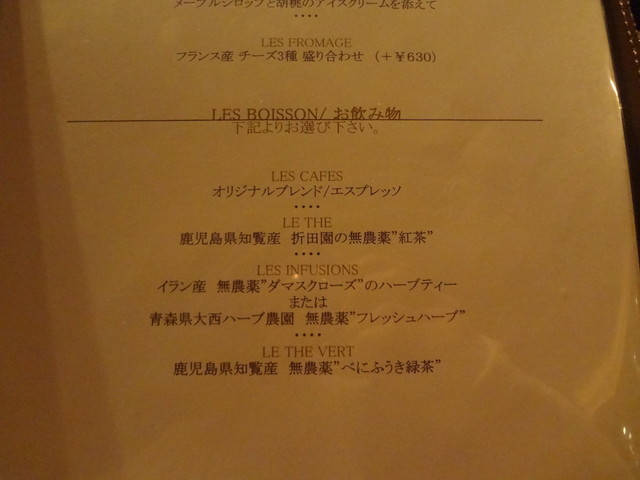 メープルシロップと胡桃のアイスクリームを添えて
••••
LES FROMAGE
フランス産 チーズ3種 盛り合わせ (+¥630)
LES BOISSON/ お飲み物
下記よりお選び下さい。
LES CAFES
オリジナルブレンド/エスプレッソ
••••
LE THE
鹿児島県知覧産 折田園の無農薬"紅茶"
••••
LES INFUSIONS
イラン産 無農薬"ダマスクローズ"のハーブティー
または
青森県大西ハーブ農園 無農薬"フレッシュハーブ"
••••
LE THE VERT
鹿児島県知覧産 無農薬"べにふうき緑茶"